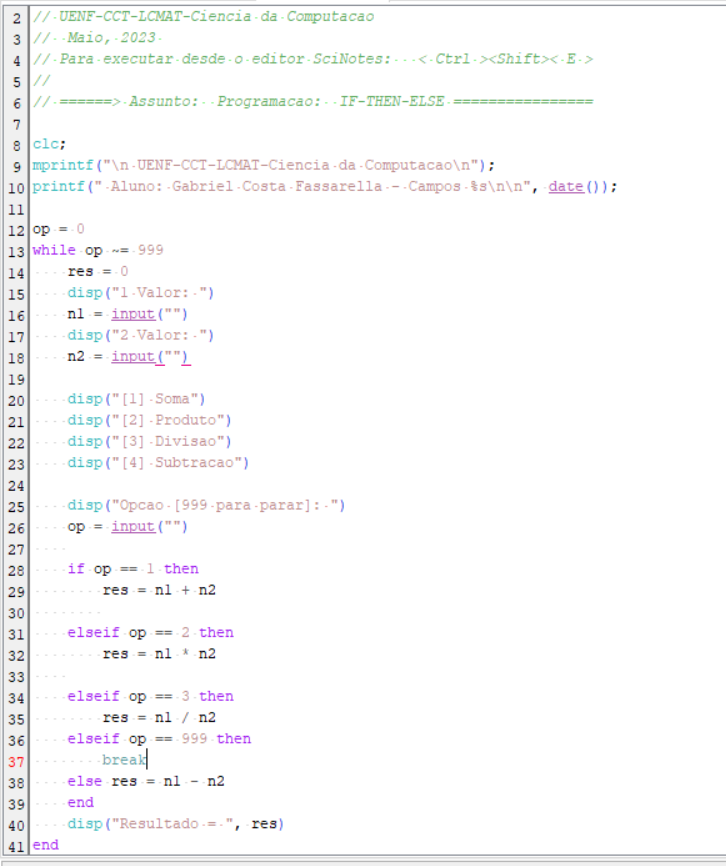 2 // UENF-CCT-LCMAT-Ciencia da Computacao
3 // Maio, 2023
4 // Para executar desde o editor SciNotes: < Ctrl ><Shift>< E >
5 //
6 // ======> Assunto: Programacao: IF-THEN-ELSE ================
7
8 clc;
9 mprintf("\n UENF-CCT-LCMAT-Ciencia da Computacao\n");
10 printf(" Aluno: Gabriel Costa Fassarella - Campos %s\n\n", date());
11
12 op = 0
13 while op ~= 999
14     res = 0
15     disp("1 Valor: ")
16     n1 = input("")
17     disp("2 Valor: ")
18     n2 = input("")
19
20     disp("[1] Soma")
21     disp("[2] Produto")
22     disp("[3] Divisao")
23     disp("[4] Subtracao")
24
25     disp("Opcao [999 para parar]: ")
26     op = input("")
27
28     if op == 1 then
29         res = n1 + n2
30
31     elseif op == 2 then
32         res = n1 * n2
33
34     elseif op == 3 then
35         res = n1 / n2
36     elseif op == 999 then
37         break
38     else res = n1 - n2
39     end
40     disp("Resultado = ", res)
41 end